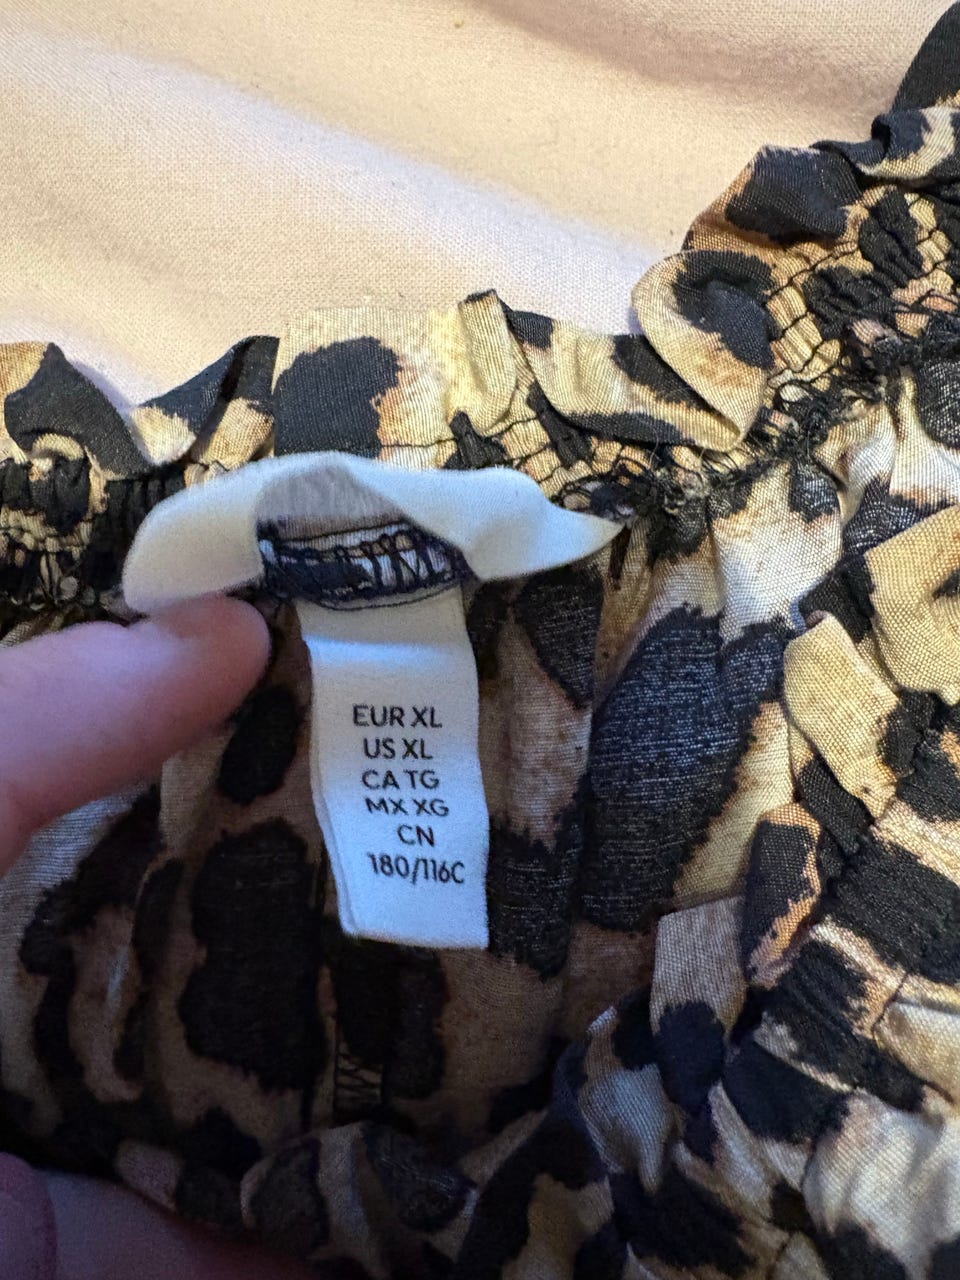 EUR XL
US XL
CA TG
MX XG
CN
180/116C